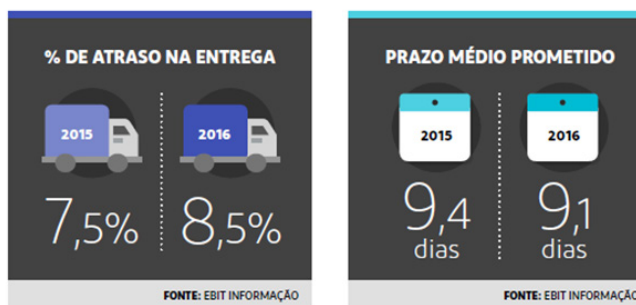 % DE ATRASO NA ENTREGA
2015
2016
7,5%
8,5%
FONTE: EBIT INFORMAÇÃO
PRAZO MÉDIO PROMETIDO
2015
2016
9,4
dias
9,1
dias
FONTE: EBIT INFORMAÇÃO